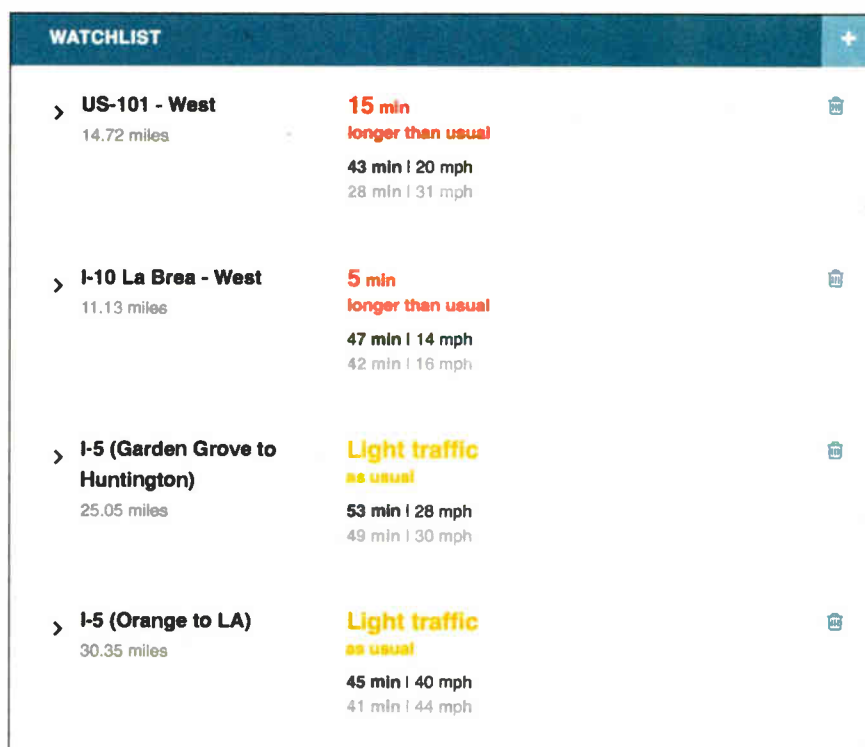 WATCHLIST +
US-101 - West
14.72 miles
15 min
longer than usual
43 min | 20 mph
28 min | 31 mph
I-10 La Brea - West
11.13 miles
5 min
longer than usual
47 min | 14 mph
42 min | 16 mph
I-5 (Garden Grove to
Huntington)
25.05 miles
Light traffic
as usual
53 min | 28 mph
49 min | 30 mph
I-5 (Orange to LA)
30.35 miles
Light traffic
as usual
45 min | 40 mph
41 min | 44 mph